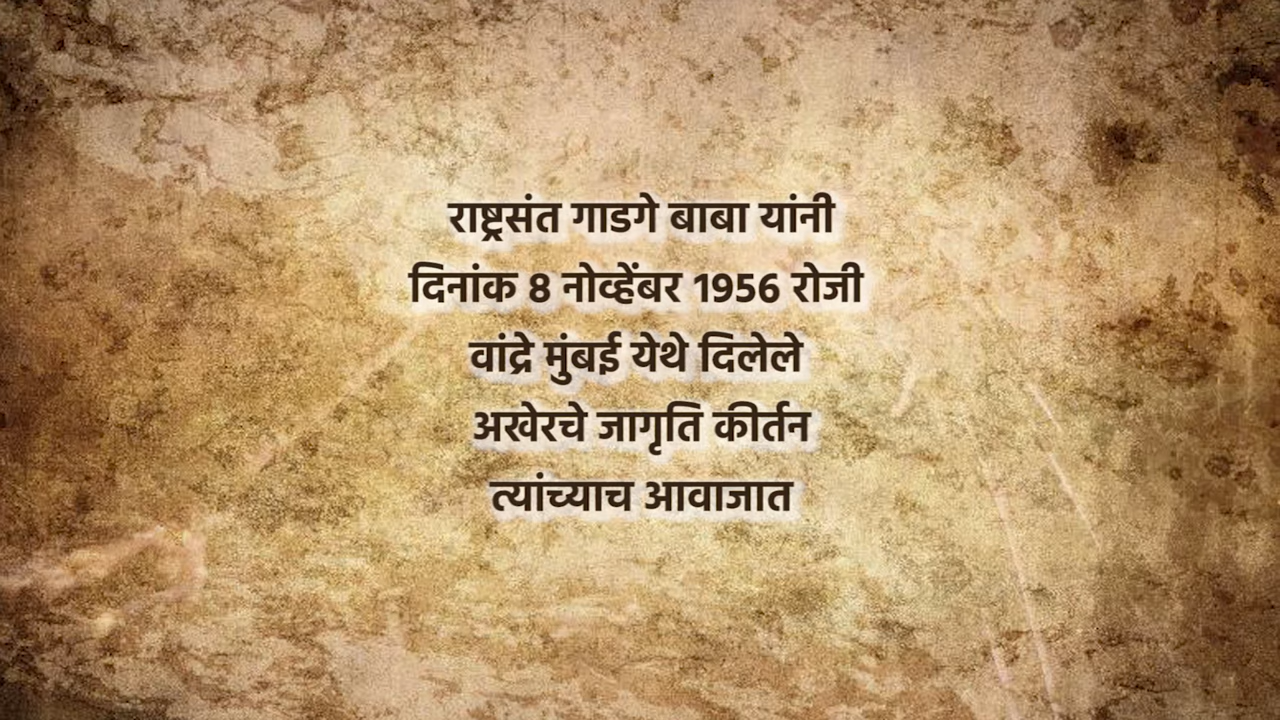 राष्ट्रसंत गाडगे बाबा यांनी
दिनांक 8 नोव्हेंबर 1956 रोजी
वांद्रे मुंबई येथे दिलेले
अखेरचे जागृति कीर्तन
त्यांच्याच आवाजात